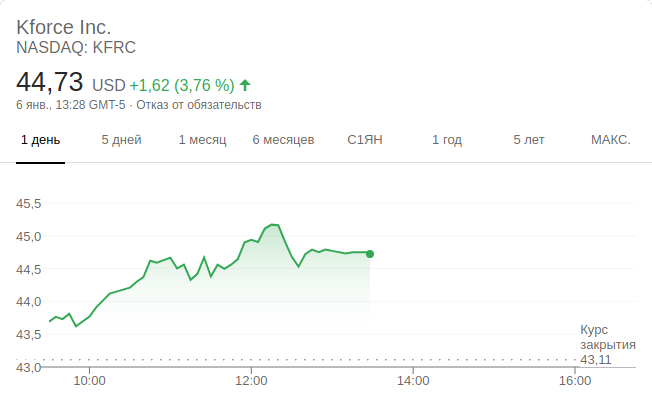 Kforce Inc.
NASDAQ: KFRC
44,73 USD +1,62 (3,76 %)
6 янв., 13:28 GMT-5 · Отказ от обязательств
1 день 5 дней 1 месяц 6 месяцев С1ЯН 1 год 5 лет МАКС.
45,5
45,0
44,5
44,0
43,5
43,0
Курс
закрытия
43,11
10:00 12:00 14:00 16:00